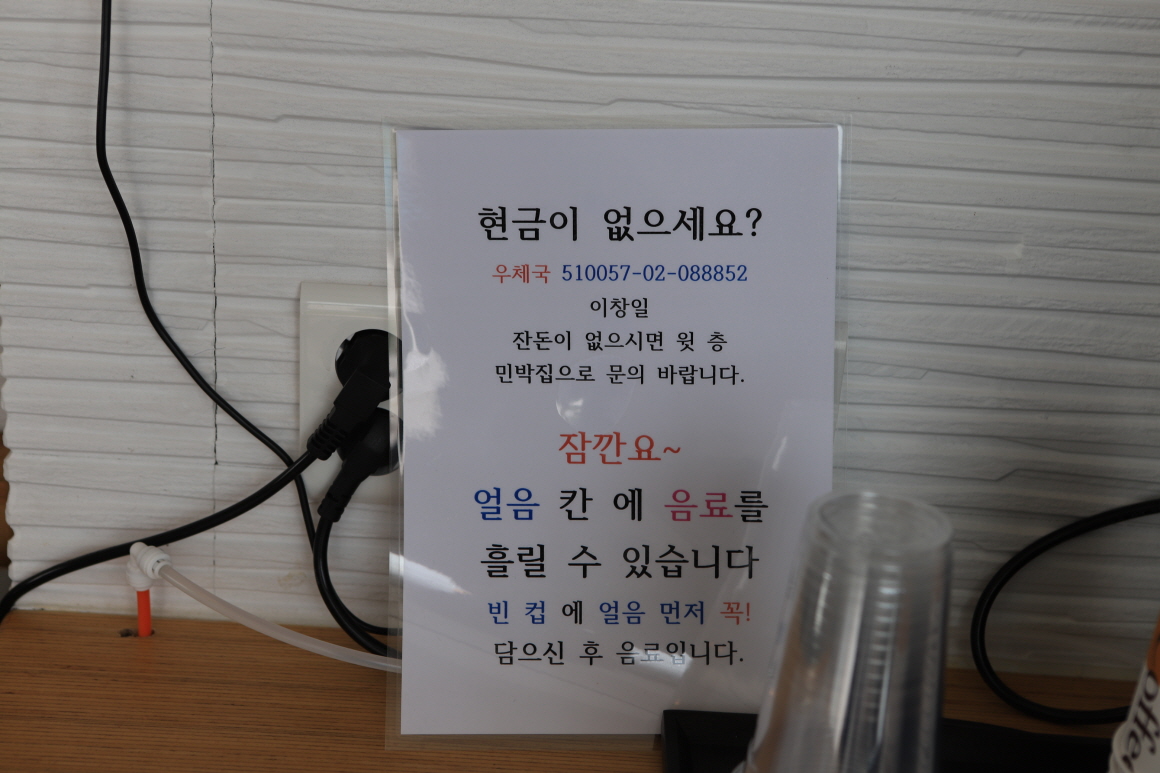 현금이 없으세요?
우체국 510057-02-088852
이창일
잔돈이 없으시면 윗 층
민박집으로 문의 바랍니다.
잠깐요~
얼음 칸 에 음료를
흘릴 수 있습니다
빈 컵 에 얼음 먼저 꼭!
담으신 후 음료입니다.